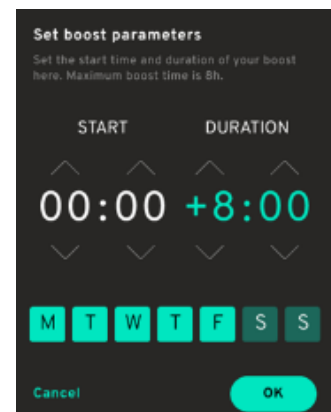 Set boost parameters
Set the start time and duration of your boost
here. Maximum boost time is 8h.
START DURATION
00:00 +8:00
M T W T F S S
Cancel OK